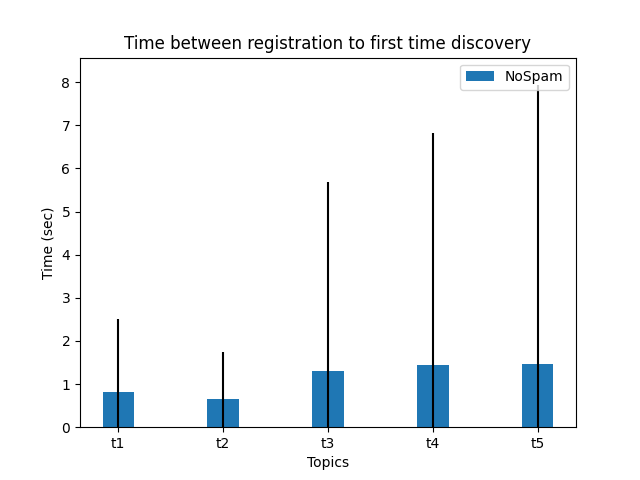 Time between registration to first time discovery
NoSpam
8
7
6
5
4
3
2
1
0
Time (sec)
t1 t2 t3 t4 t5
Topics